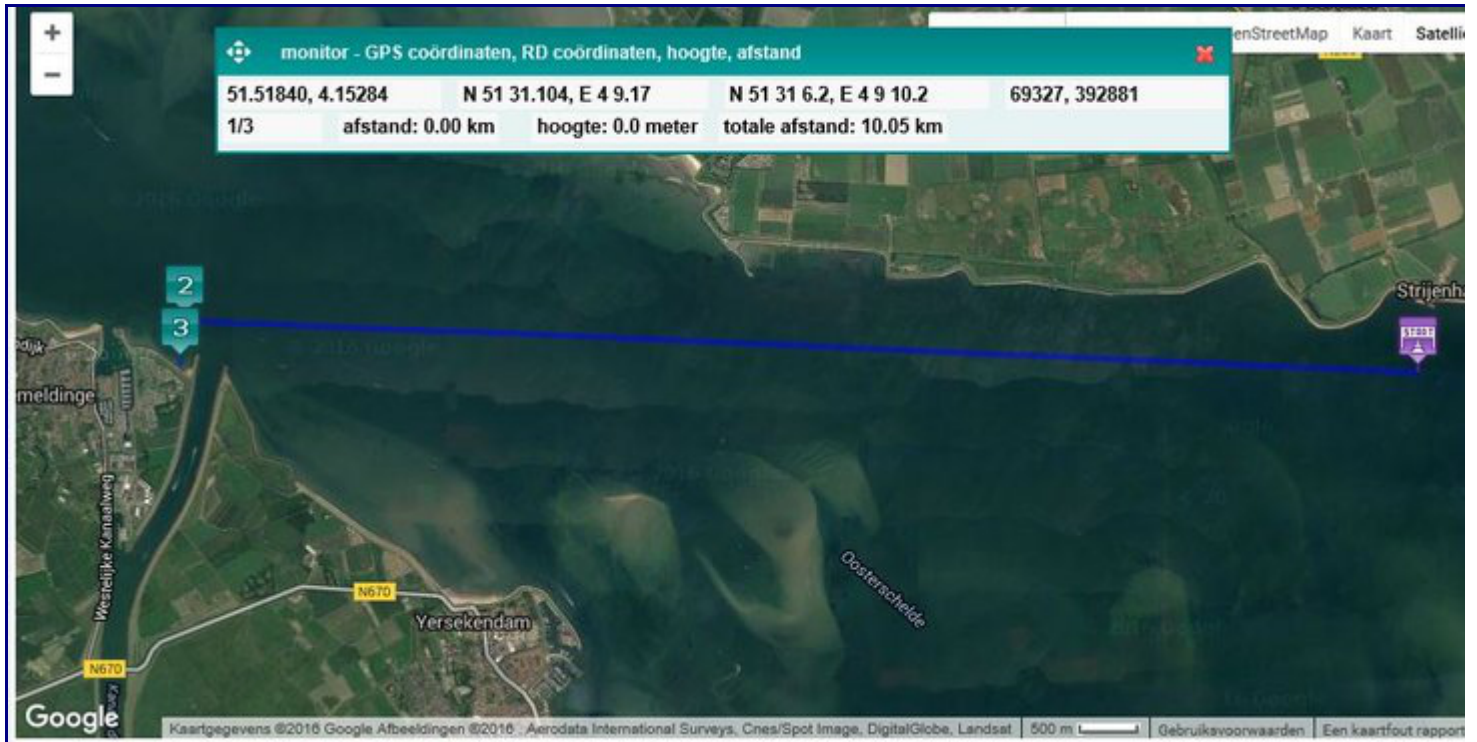 +
enStreetMap Kaart Satelli
−
monitor - GPS coördinaten, RD coördinaten, hoogte, afstand
51.51840, 4.15284 N 51 31.104, E 4 9.17 N 51 31 6.2, E 4 9 10.2 69327, 392881
1/3 afstand: 0.00 km hoogte: 0.0 meter totale afstand: 10.05 km
2
Strijenh
3
START
dijk
meldinge
Westelijke Kanaalweg
Oosterschelde
N670
Yersekendam
N670
Google
Kaartgegevens ©2016 Google Afbeeldingen ©2016 , Aerodata International Surveys, Cnes/Spot Image, DigitalGlobe, Landsat 500 m Gebruiksvoorwaarden Een kaartfout rapport